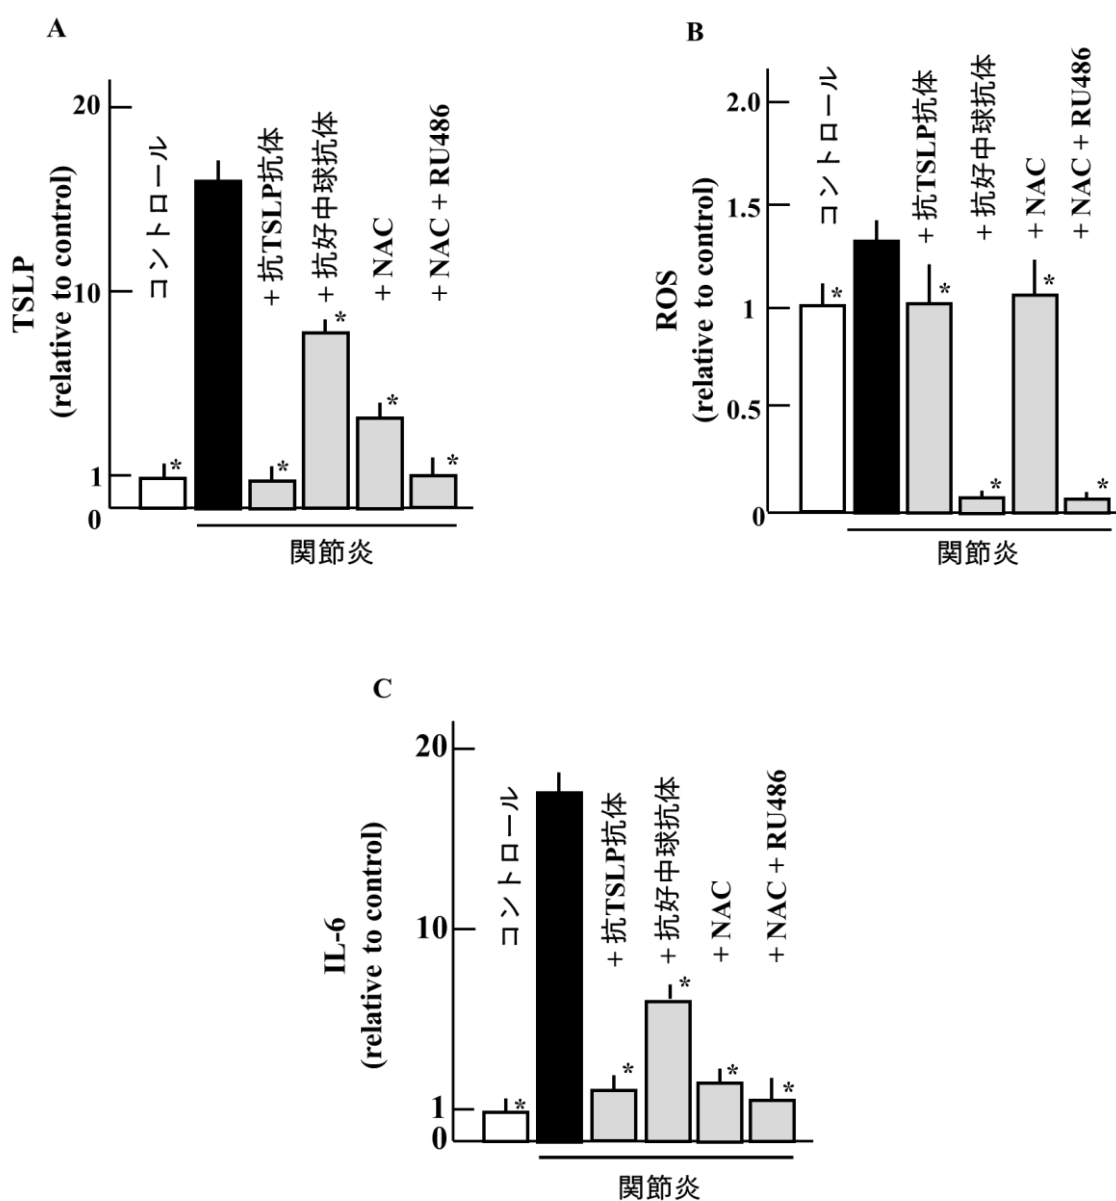 A
TSLP
(relative to control)
20
10
1
0
コントロール
+ 抗TSLP抗体
+ 抗好中球抗体
+ NAC
+ NAC + RU486
*
*
*
*
*
関節炎
B
ROS
(relative to control)
2.0
1.5
1
0.5
0
コントロール
+ 抗TSLP抗体
+ 抗好中球抗体
+ NAC
+ NAC + RU486
*
*
*
*
*
関節炎
C
IL-6
(relative to control)
20
10
1
0
コントロール
+ 抗TSLP抗体
+ 抗好中球抗体
+ NAC
+ NAC + RU486
*
*
*
*
*
関節炎